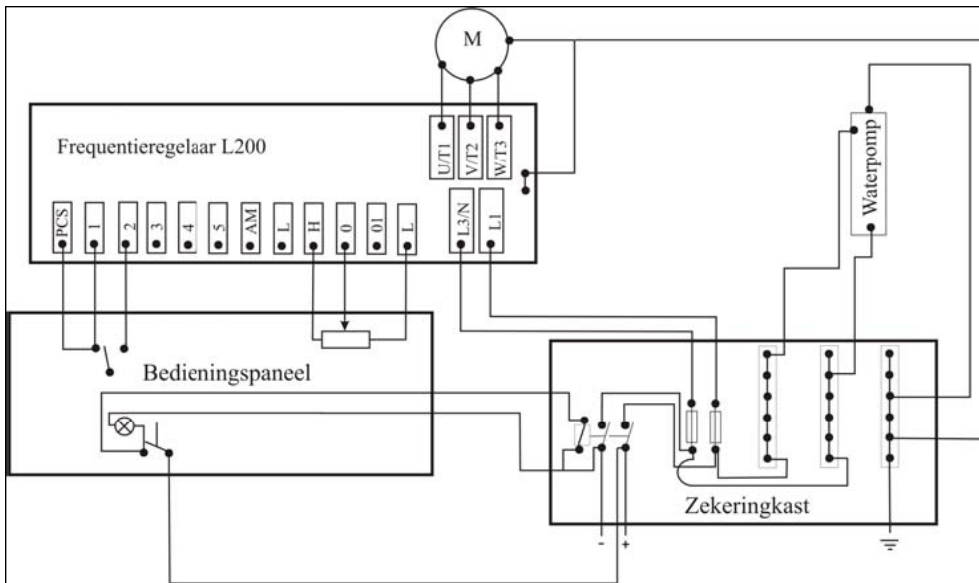 M
Frequentieregelaar L200
U/T1
V/T2
W/T3
Waterpomp
PCS
1
2
3
4
5
AM
L
H
0
01
L
L3/N
L1
Bedieningspaneel
Zekeringkast
- +